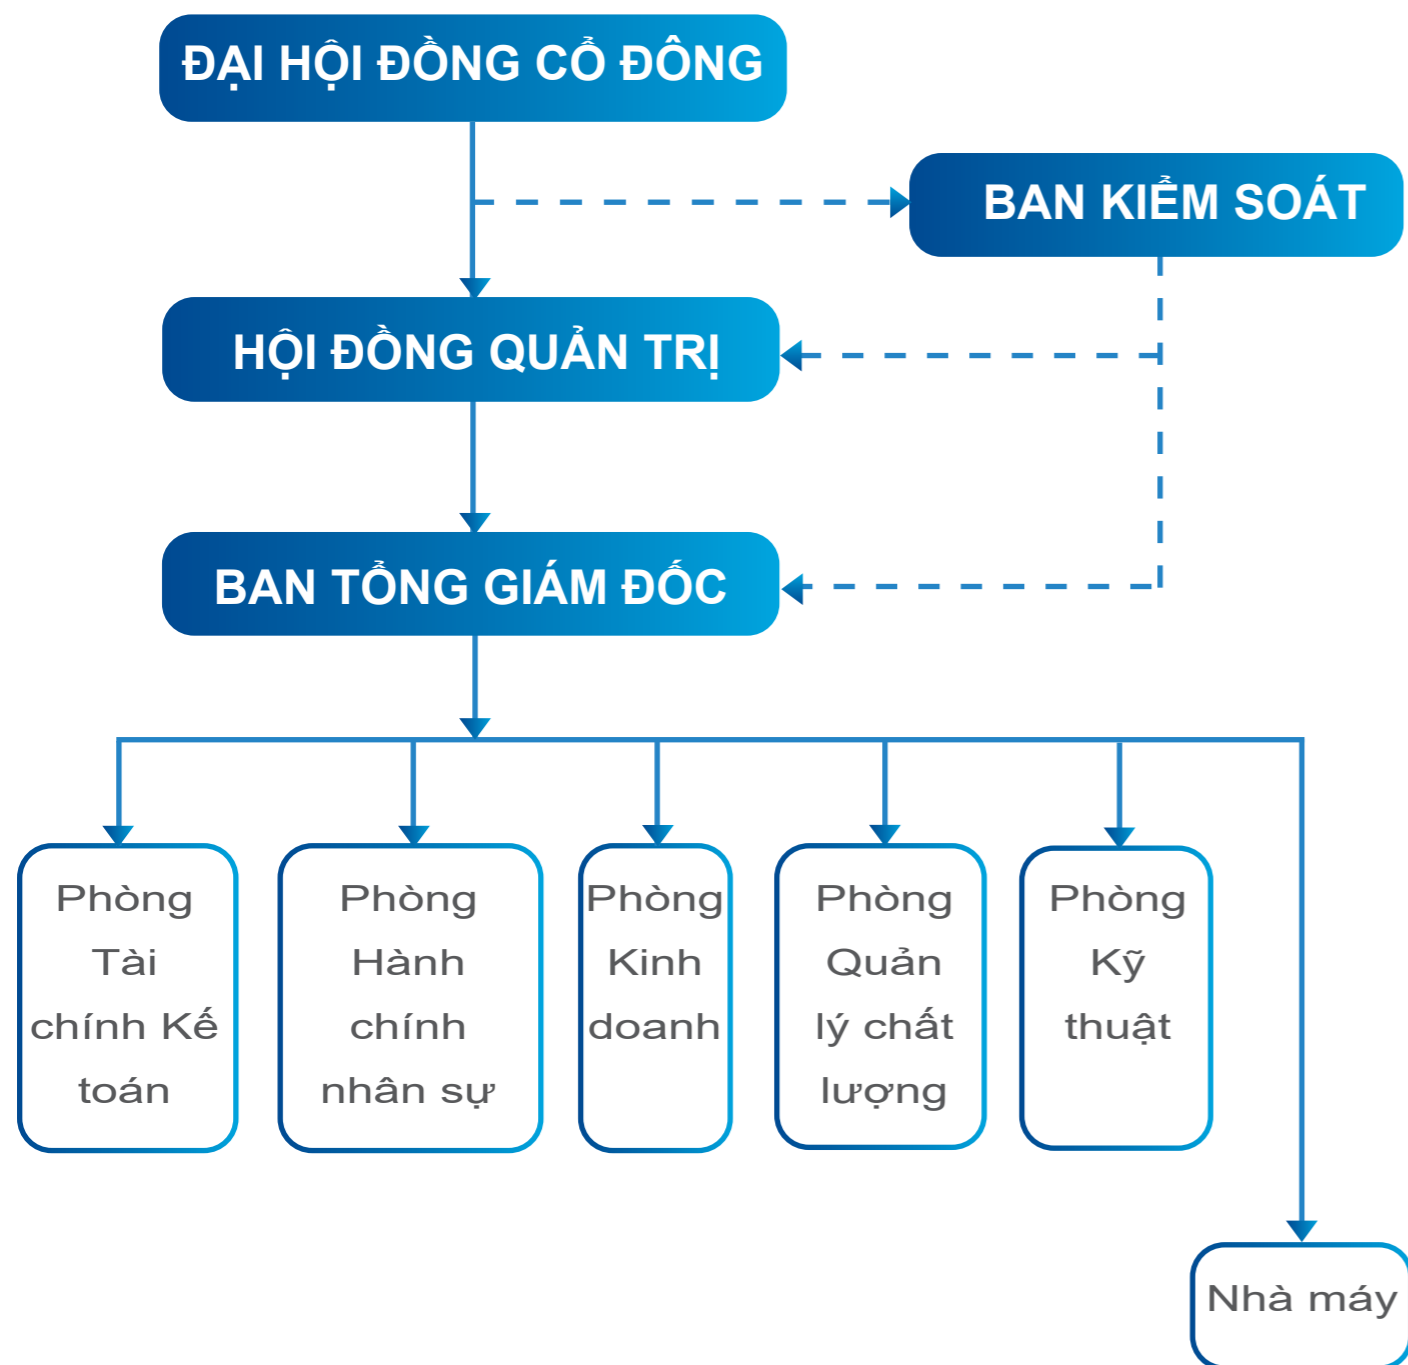 ĐẠI HỘI ĐỒNG CỔ ĐÔNG
BAN KIỂM SOÁT
HỘI ĐỒNG QUẢN TRỊ
BAN TỔNG GIÁM ĐỐC
Phòng
Tài
chính Kế
toán
Phòng
Hành
chính
nhân sự
Phòng
Kinh
doanh
Phòng
Quản
lý chất
lượng
Phòng
Kỹ
thuật
Nhà máy